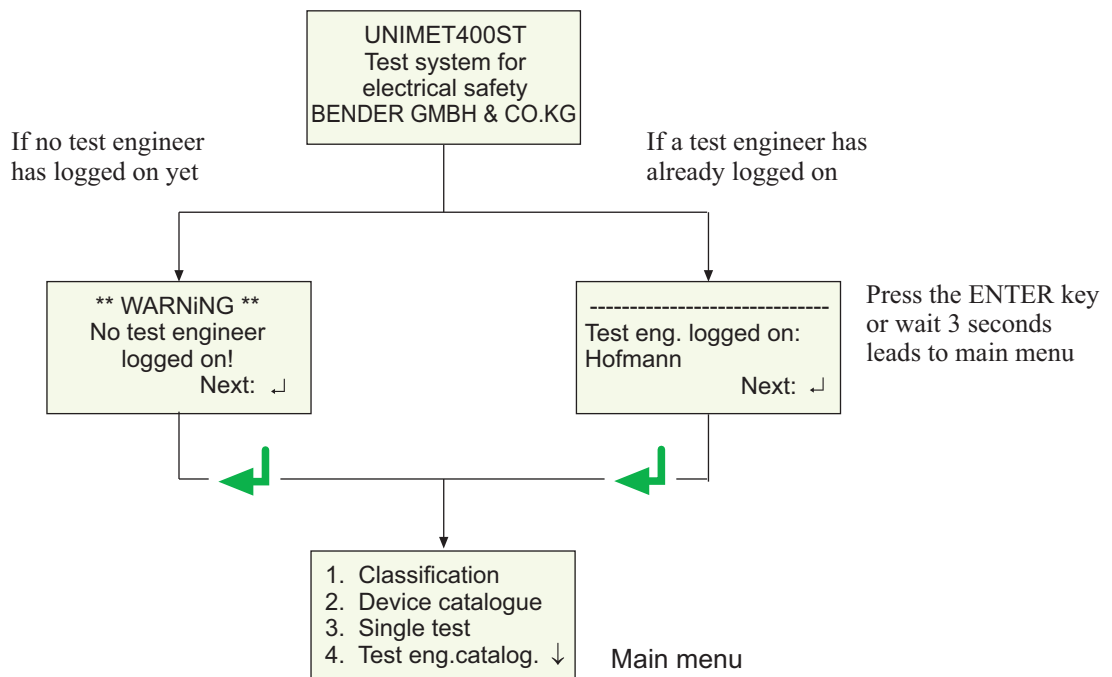 UNIMET400ST
Test system for
electrical safety
BENDER GMBH & CO.KG
If no test engineer
has logged on yet
If a test engineer has
already logged on
** WARNiNG **
No test engineer
logged on!
Next: ↵
------------------------------
Test eng. logged on:
Hofmann
Next: ↵
Press the ENTER key
or wait 3 seconds
leads to main menu
1. Classification
2. Device catalogue
3. Single test
4. Test eng.catalog. ↓
Main menu